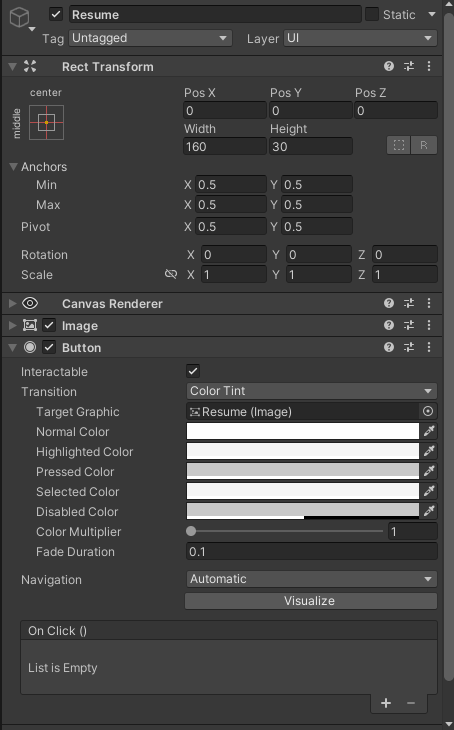 Resume Static
Tag Untagged Layer UI
Rect Transform
center Pos X Pos Y Pos Z
middle 0 0 0
Width Height
160 30 R
Anchors
Min X 0.5 Y 0.5
Max X 0.5 Y 0.5
Pivot X 0.5 Y 0.5
Rotation X 0 Y 0 Z 0
Scale X 1 Y 1 Z 1
Canvas Renderer
Image
Button
Interactable
Transition Color Tint
Target Graphic Resume (Image)
Normal Color
Highlighted Color
Pressed Color
Selected Color
Disabled Color
Color Multiplier 1
Fade Duration 0.1
Navigation Automatic
Visualize
On Click ()
List is Empty